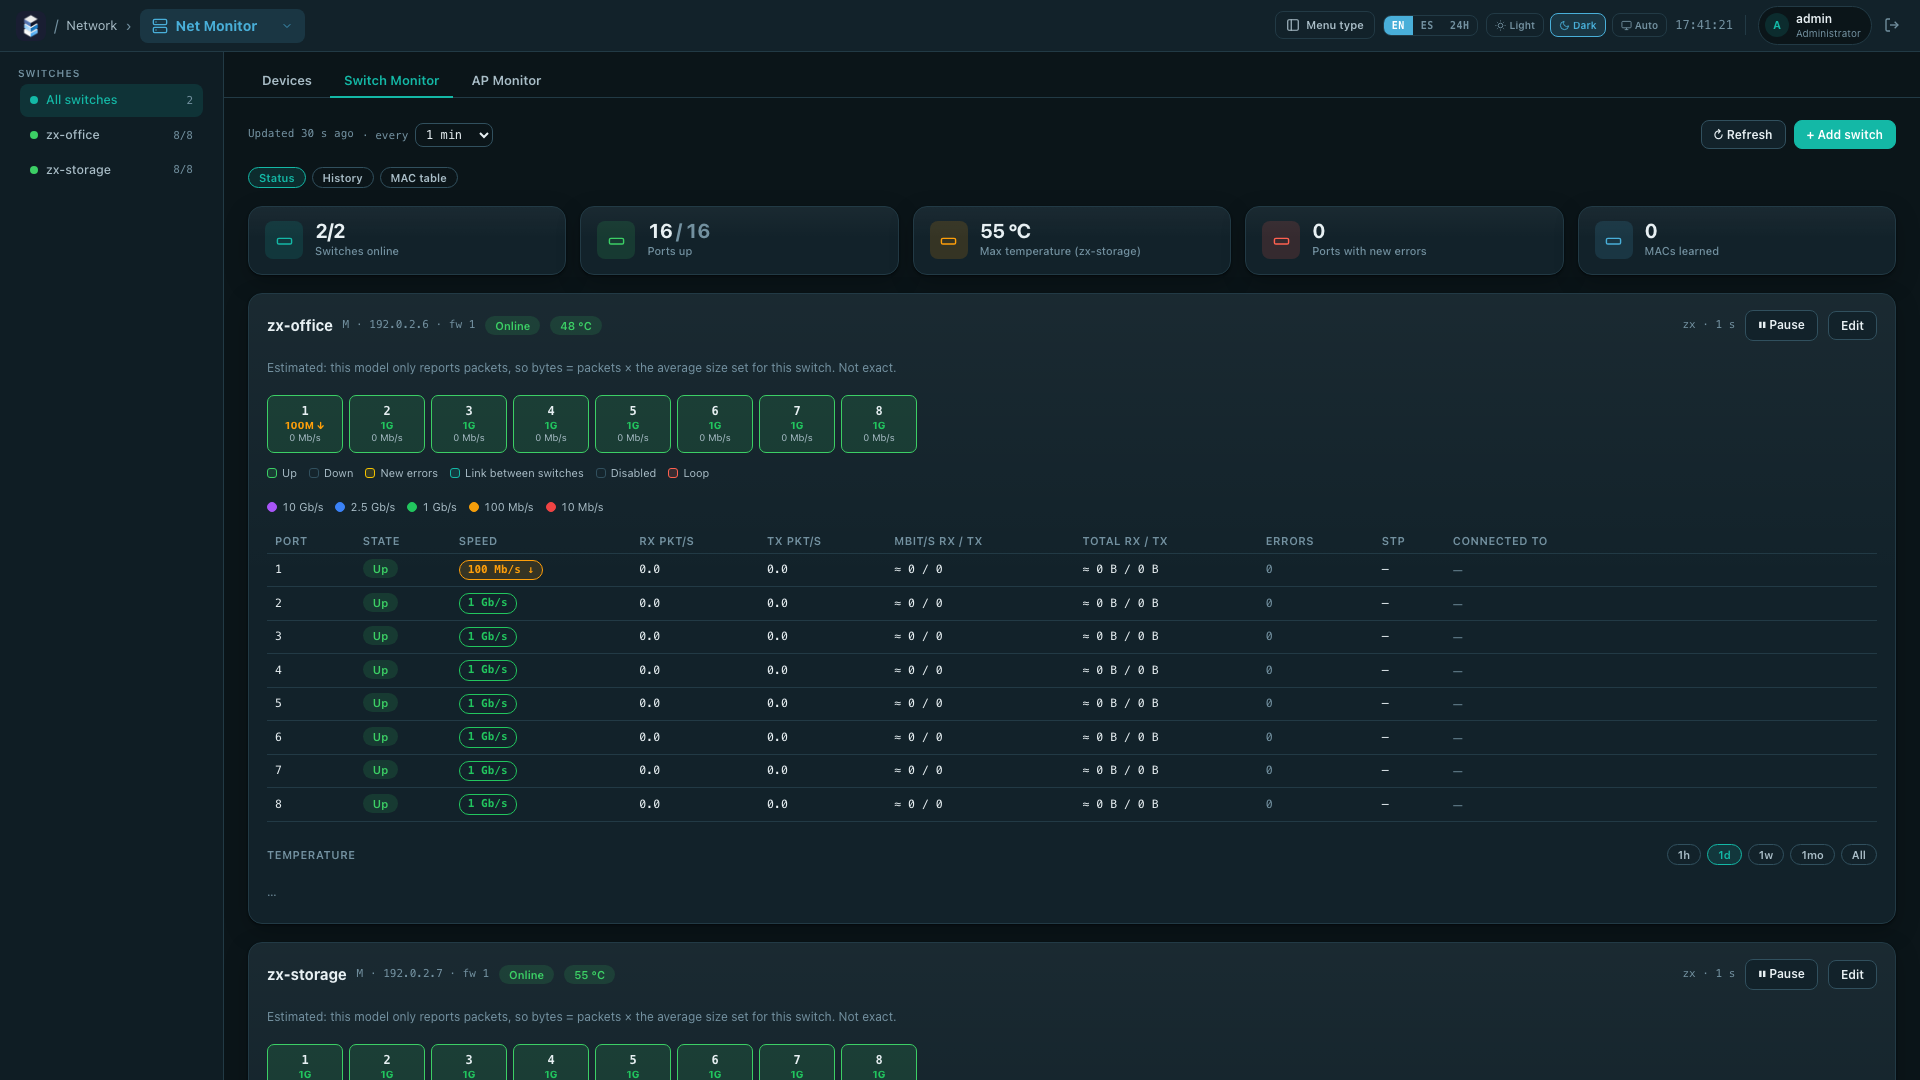 / Network › Net Monitor
Menu type
EN ES 24H
Light
Dark
Auto
17:41:21
A
admin
Administrator
SWITCHES
All switches 2
zx-office 8/8
zx-storage 8/8
Devices
Switch Monitor
AP Monitor
Updated 30 s ago · every 1 min
Refresh
+ Add switch
Status
History
MAC table
2/2
Switches online
16 / 16
Ports up
55 ºC
Max temperature (zx-storage)
0
Ports with new errors
0
MACs learned
zx-office M · 192.0.2.6 · fw 1 Online 48 ºC
zx · 1 s Pause Edit
Estimated: this model only reports packets, so bytes = packets × the average size set for this switch. Not exact.
1 2 3 4 5 6 7 8
100M ↓ 1G 1G 1G 1G 1G 1G 1G
0 Mb/s 0 Mb/s 0 Mb/s 0 Mb/s 0 Mb/s 0 Mb/s 0 Mb/s 0 Mb/s
Up Down New errors Link between switches Disabled Loop
10 Gb/s 2.5 Gb/s 1 Gb/s 100 Mb/s 10 Mb/s
PORT STATE SPEED RX PKT/S TX PKT/S MBIT/S RX / TX TOTAL RX / TX ERRORS STP CONNECTED TO
1 Up 100 Mb/s ↓ 0.0 0.0 ≈ 0 / 0 ≈ 0 B / 0 B 0 — —
2 Up 1 Gb/s 0.0 0.0 ≈ 0 / 0 ≈ 0 B / 0 B 0 — —
3 Up 1 Gb/s 0.0 0.0 ≈ 0 / 0 ≈ 0 B / 0 B 0 — —
4 Up 1 Gb/s 0.0 0.0 ≈ 0 / 0 ≈ 0 B / 0 B 0 — —
5 Up 1 Gb/s 0.0 0.0 ≈ 0 / 0 ≈ 0 B / 0 B 0 — —
6 Up 1 Gb/s 0.0 0.0 ≈ 0 / 0 ≈ 0 B / 0 B 0 — —
7 Up 1 Gb/s 0.0 0.0 ≈ 0 / 0 ≈ 0 B / 0 B 0 — —
8 Up 1 Gb/s 0.0 0.0 ≈ 0 / 0 ≈ 0 B / 0 B 0 — —
TEMPERATURE
1h 1d 1w 1mo All
…
zx-storage M · 192.0.2.7 · fw 1 Online 55 ºC
zx · 1 s Pause Edit
Estimated: this model only reports packets, so bytes = packets × the average size set for this switch. Not exact.
1 2 3 4 5 6 7 8
1G 1G 1G 1G 1G 1G 1G 1G